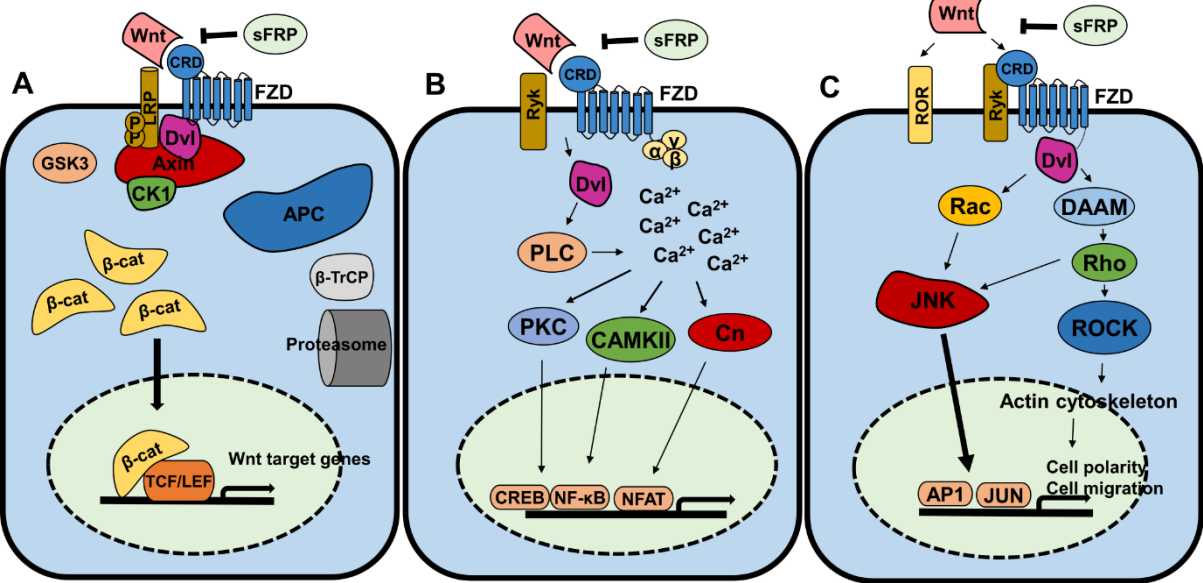 A
Wnt
sFRP
CRD
LRP
FZD
P
P
Dvl
Axin
GSK3
CK1
APC
β-cat
β-cat
β-cat
β-TrCP
Proteasome
β-cat
TCF/LEF
Wnt target genes
B
Wnt
sFRP
CRD
Ryk
FZD
α
γ
β
Dvl
Ca2+
Ca2+
Ca2+
Ca2+
Ca2+
Ca2+
PLC
PKC
CAMKII
Cn
CREB
NF-κB
NFAT
C
Wnt
sFRP
ROR
Ryk
CRD
FZD
Dvl
Rac
DAAM
Rho
JNK
ROCK
Actin cytoskeleton
Cell polarity
Cell migration
AP1
JUN